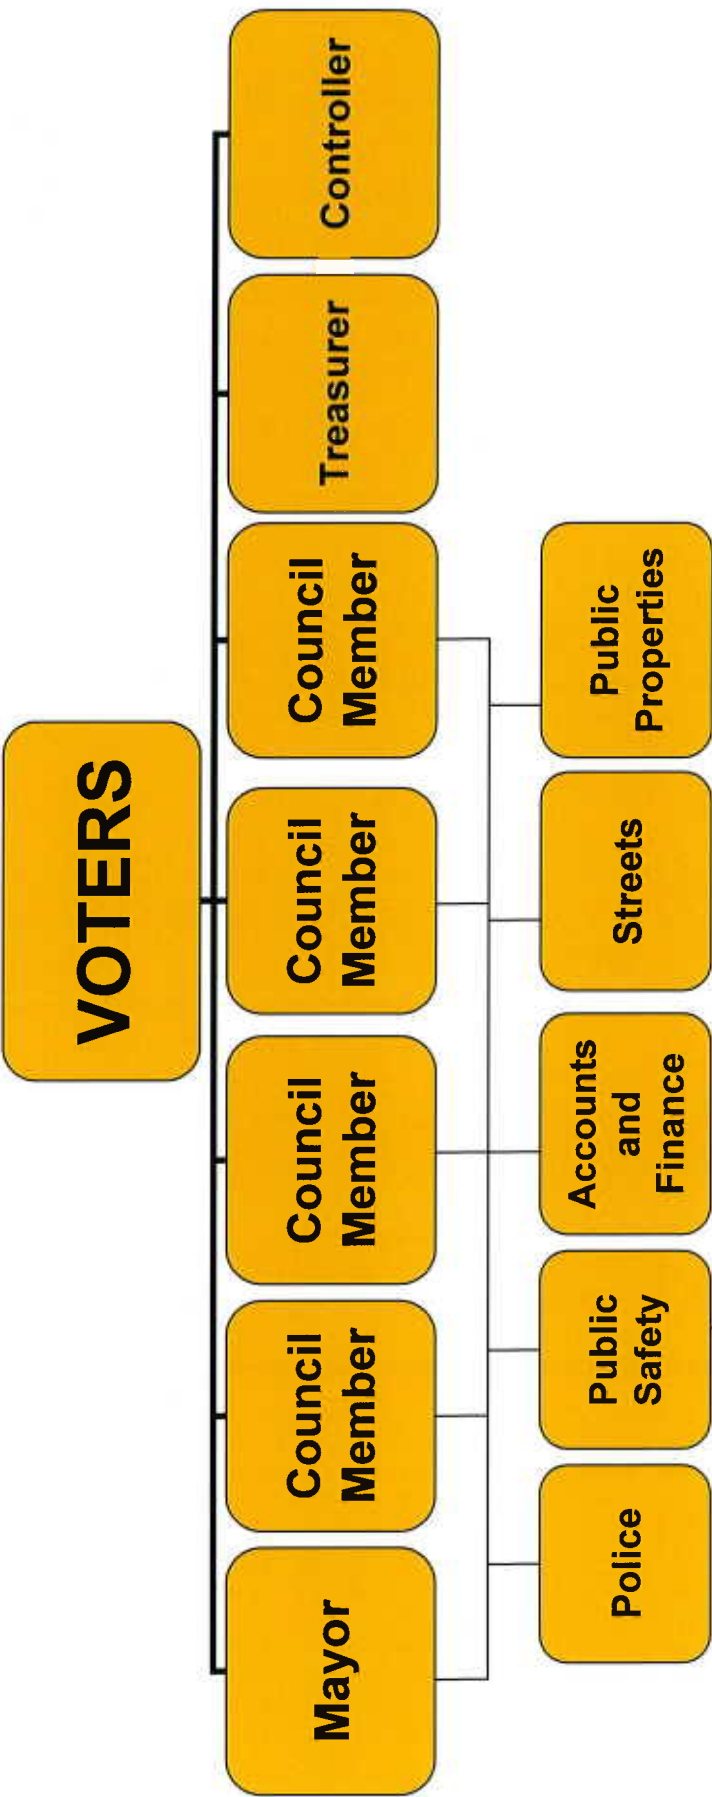 VOTERS
Mayor
Council
Member
Council
Member
Council
Member
Council
Member
Treasurer
Controller
Police
Public
Safety
Accounts
and
Finance
Streets
Public
Properties